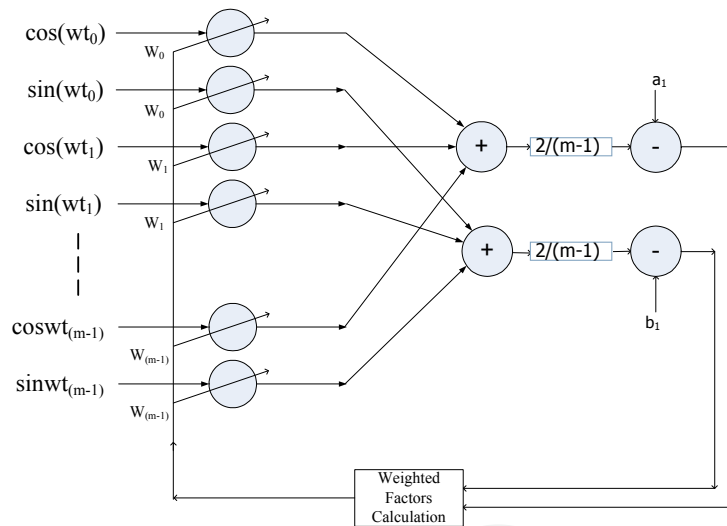 cos(wt₀)
W₀
sin(wt₀)
W₀
a₁
cos(wt₁)
W₁
+
2/(m-1)
-
sin(wt₁)
W₁
+
2/(m-1)
-
b₁
coswt₍ₘ₋₁₎
W₍ₘ₋₁₎
sinwt₍ₘ₋₁₎
W₍ₘ₋₁₎
Weighted
Factors
Calculation